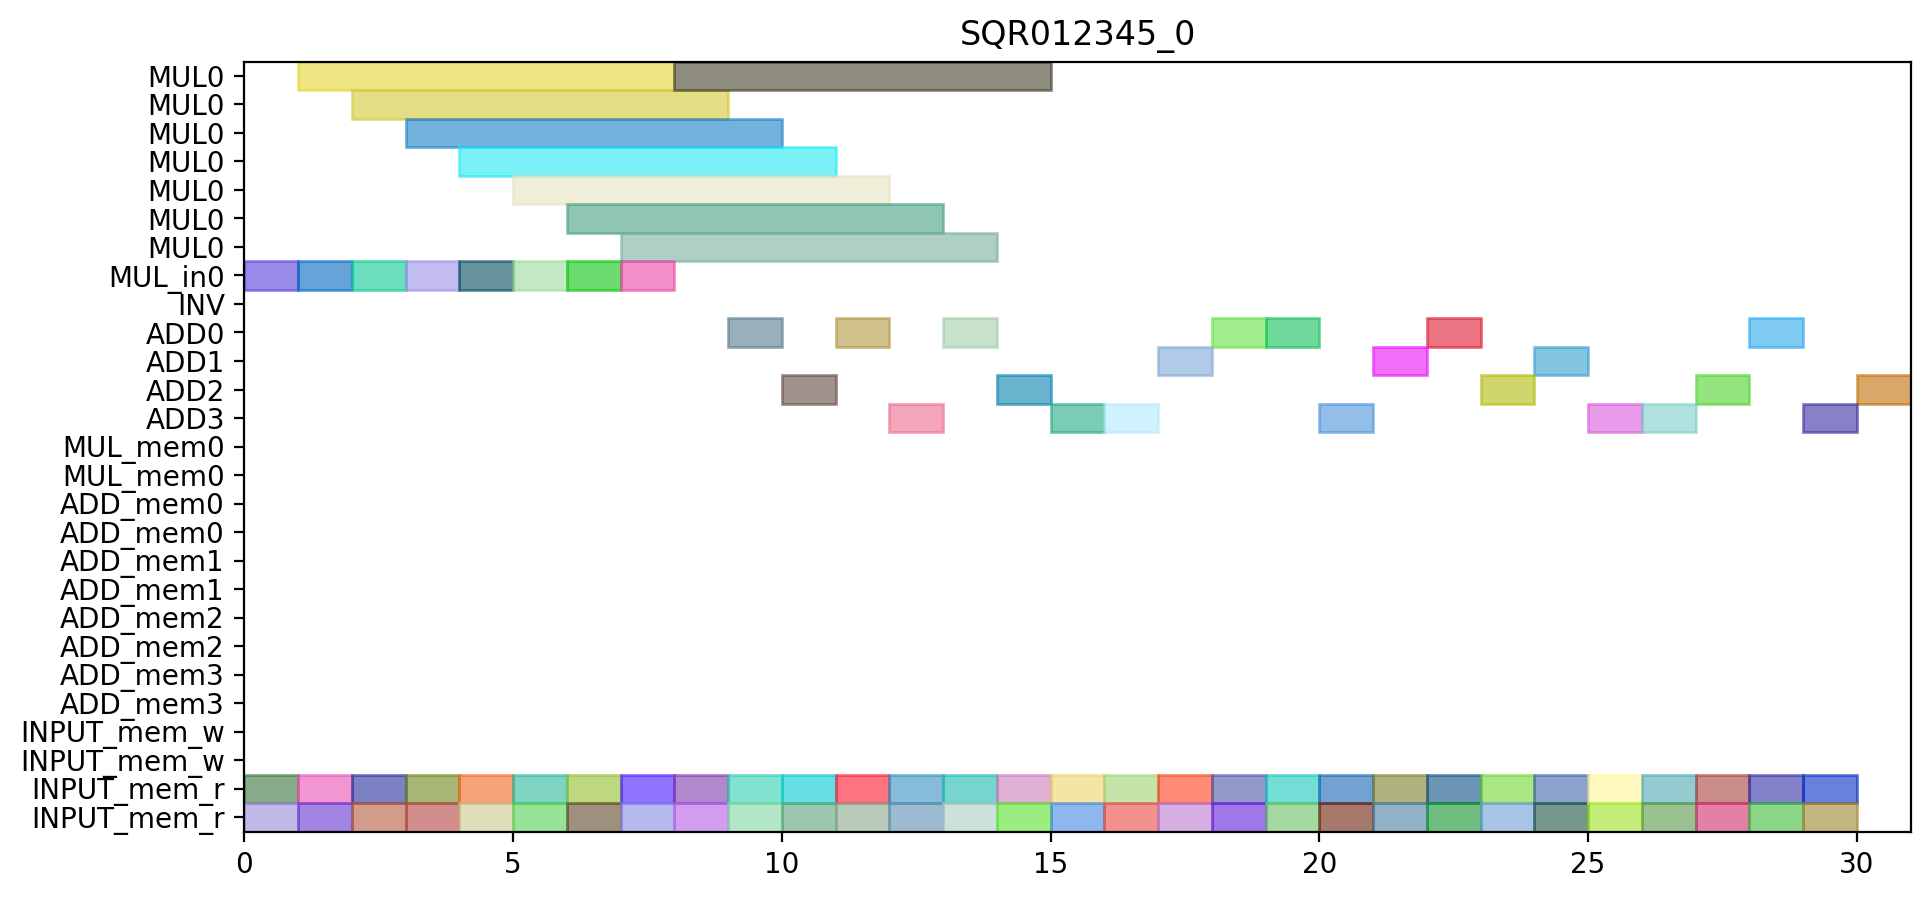 SQR012345_0
MUL0
MUL0
MUL0
MUL0
MUL0
MUL0
MUL0
MUL_in0
INV
ADD0
ADD1
ADD2
ADD3
MUL_mem0
MUL_mem0
ADD_mem0
ADD_mem0
ADD_mem1
ADD_mem1
ADD_mem2
ADD_mem2
ADD_mem3
ADD_mem3
INPUT_mem_w
INPUT_mem_w
INPUT_mem_r
INPUT_mem_r
0 5 10 15 20 25 30